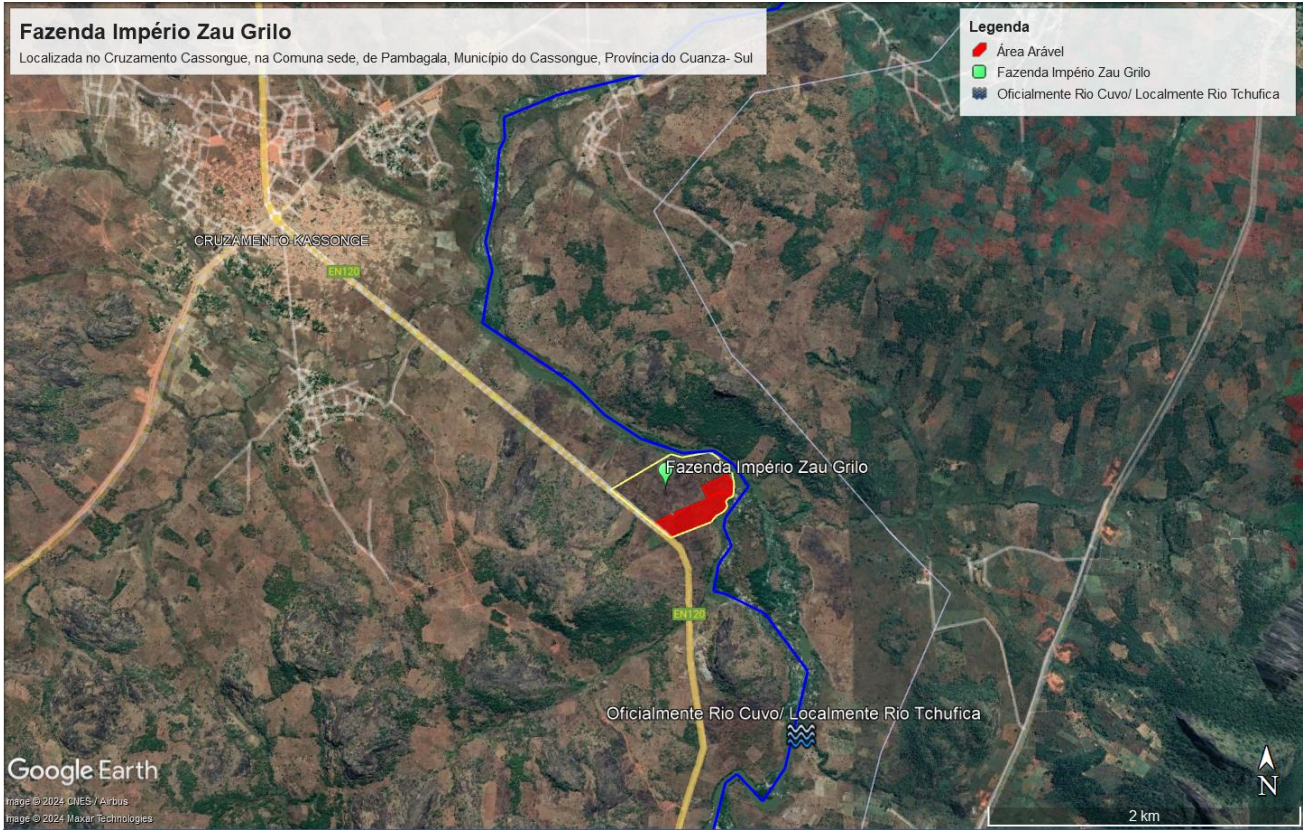 Fazenda Império Zau Grilo
Localizada no Cruzamento Cassongue, na Comuna sede, de Pambagala, Município do Cassongue, Província do Cuanza- Sul
Legenda
Área Arável
Fazenda Império Zau Grilo
Oficialmente Rio Cuvo/ Localmente Rio Tchufica
CRUZAMENTO KASSONGE
EN120
Fazenda Império Zau Grilo
EN120
Oficialmente Rio Cuvo/ Localmente Rio Tchufica
Google Earth
Image © 2024 CNES / Airbus
Image © 2024 Maxar Technologies
N
2 km